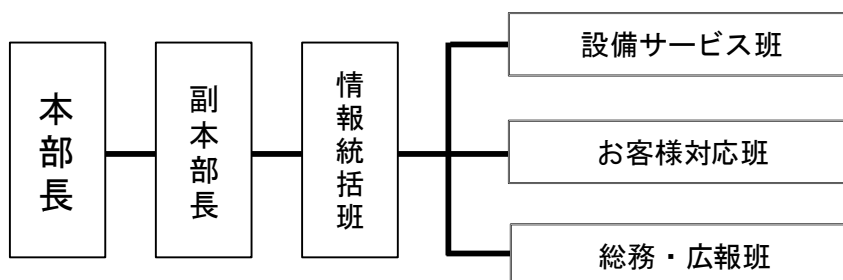 本部長
副本部長
情報統括班
設備サービス班
お客様対応班
総務・広報班